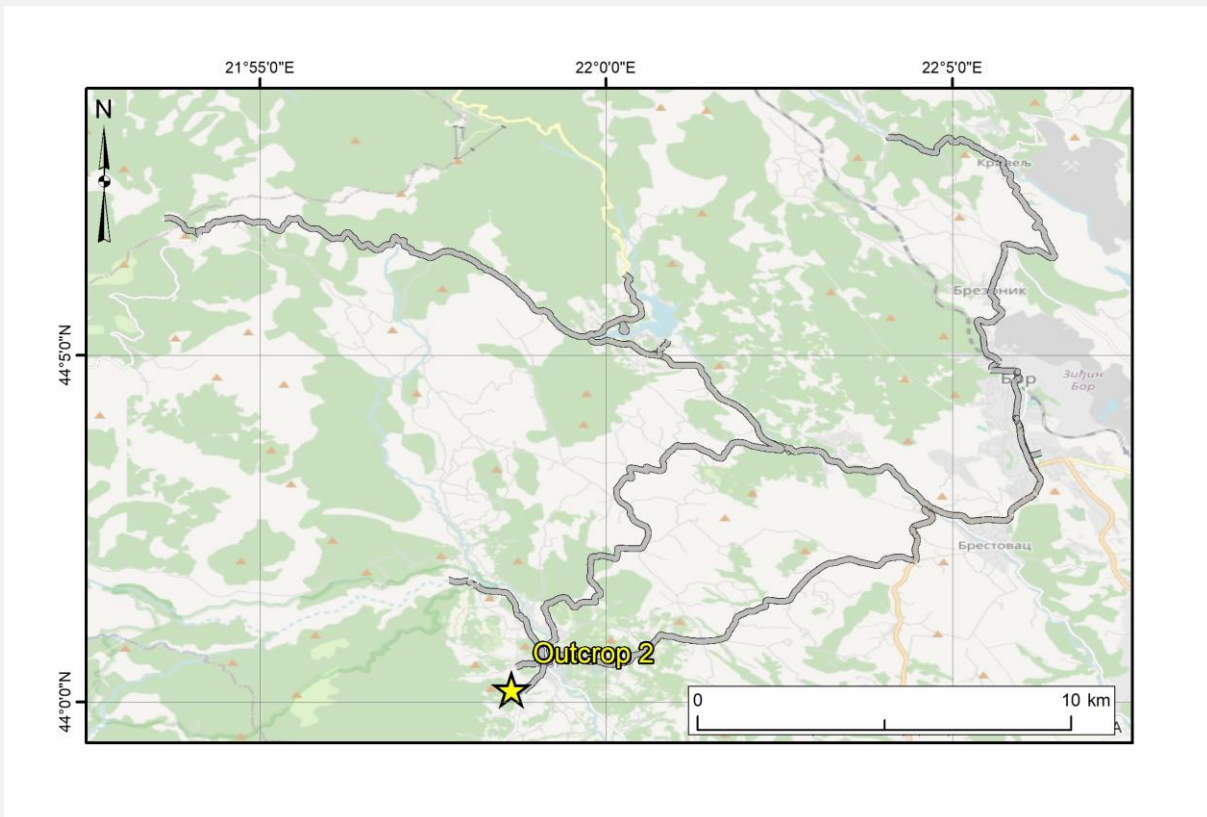 21°55'0"E 22°0'0"E 22°5'0"E
N
Кривељ
Брезоник
44°5'0"N
Бор
Зиђин
Бор
Брестовац
Outcrop 2
44°0'0"N
0 10 km
А